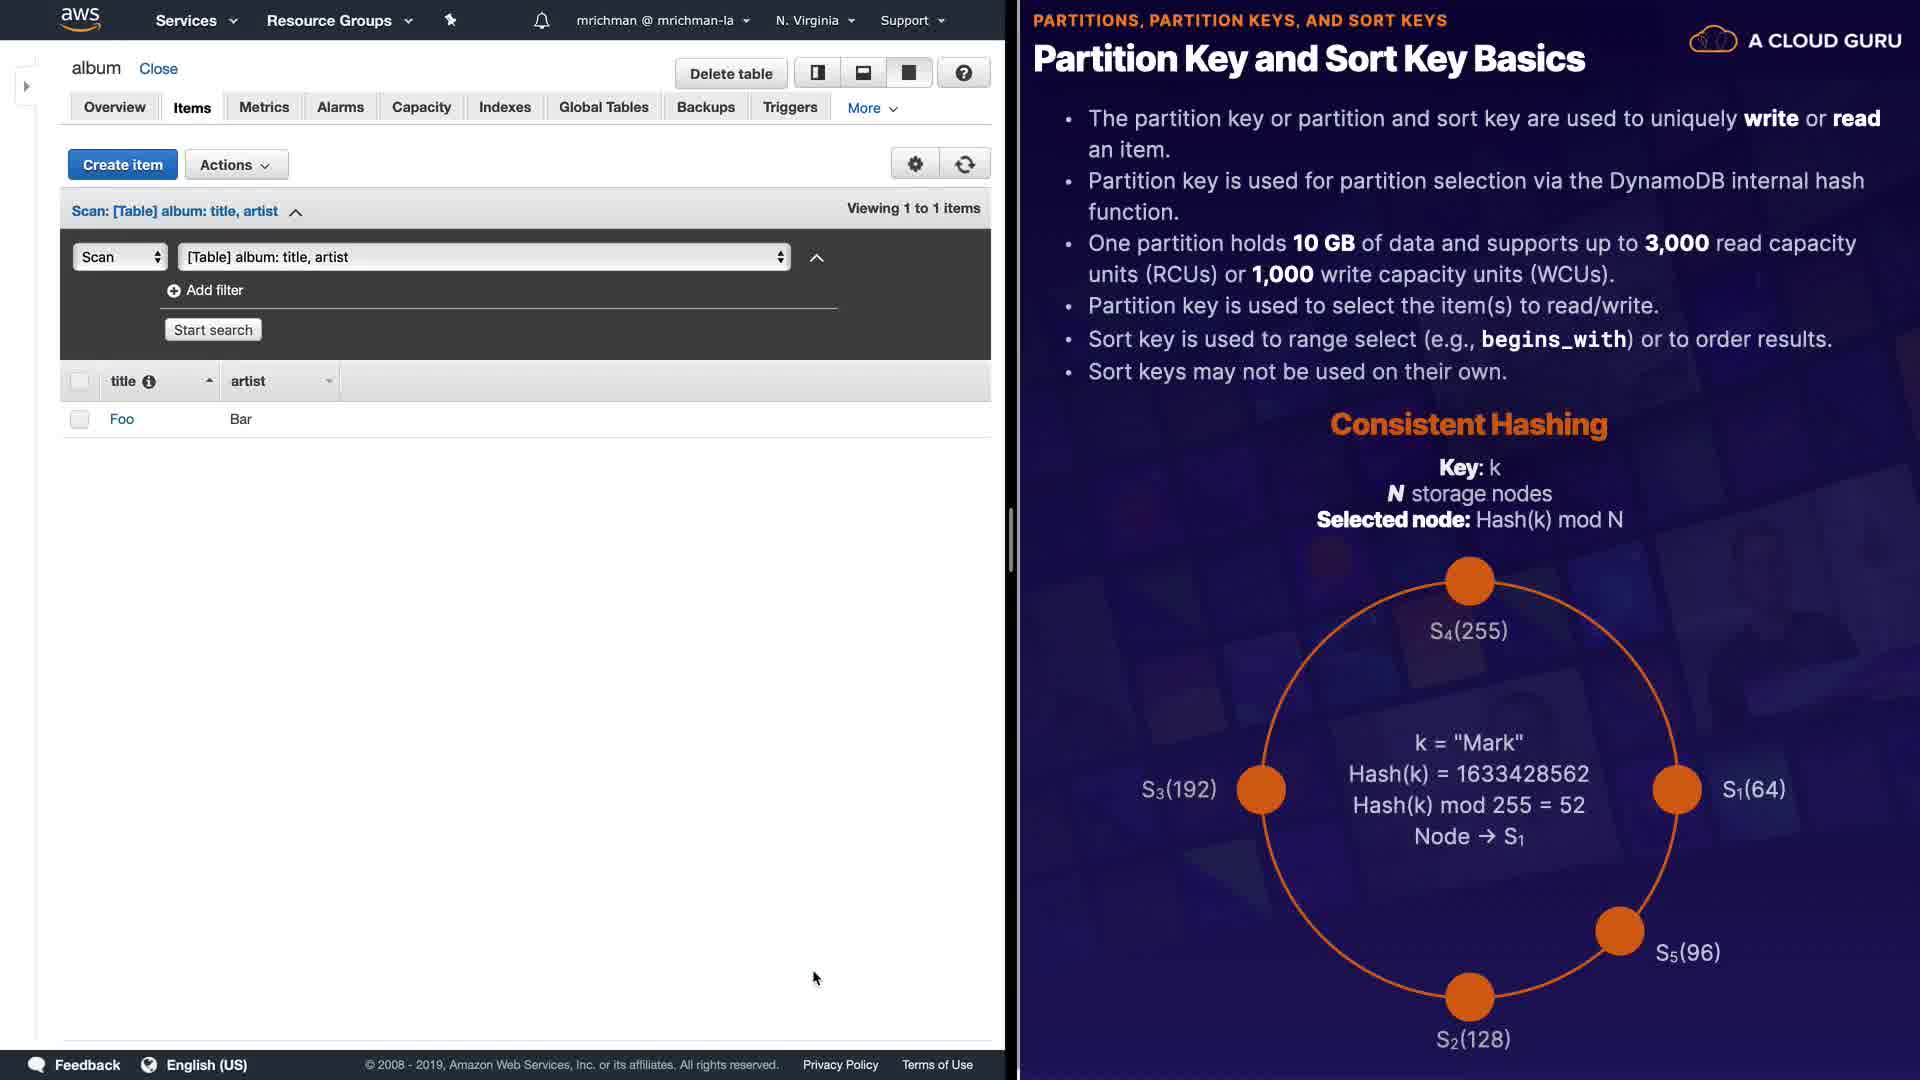 aws
Services
Resource Groups
mrichman @ mrichman-la
N. Virginia
Support
album
Close
Delete table
Overview
Items
Metrics
Alarms
Capacity
Indexes
Global Tables
Backups
Triggers
More
Create item
Actions
Scan: [Table] album: title, artist
Viewing 1 to 1 items
Scan
[Table] album: title, artist
Add filter
Start search
title
artist
Foo
Bar
Feedback
English (US)
© 2008 - 2019, Amazon Web Services, Inc. or its affiliates. All rights reserved.
Privacy Policy
Terms of Use
PARTITIONS, PARTITION KEYS, AND SORT KEYS
Partition Key and Sort Key Basics
A CLOUD GURU
• The partition key or partition and sort key are used to uniquely write or read
an item.
• Partition key is used for partition selection via the DynamoDB internal hash
function.
• One partition holds 10 GB of data and supports up to 3,000 read capacity
units (RCUs) or 1,000 write capacity units (WCUs).
• Partition key is used to select the item(s) to read/write.
• Sort key is used to range select (e.g., begins_with) or to order results.
• Sort keys may not be used on their own.
Consistent Hashing
Key: k
N storage nodes
Selected node: Hash(k) mod N
S₄(255)
k = "Mark"
Hash(k) = 1633428562
Hash(k) mod 255 = 52
Node → S₁
S₃(192)
S₁(64)
S₅(96)
S₂(128)